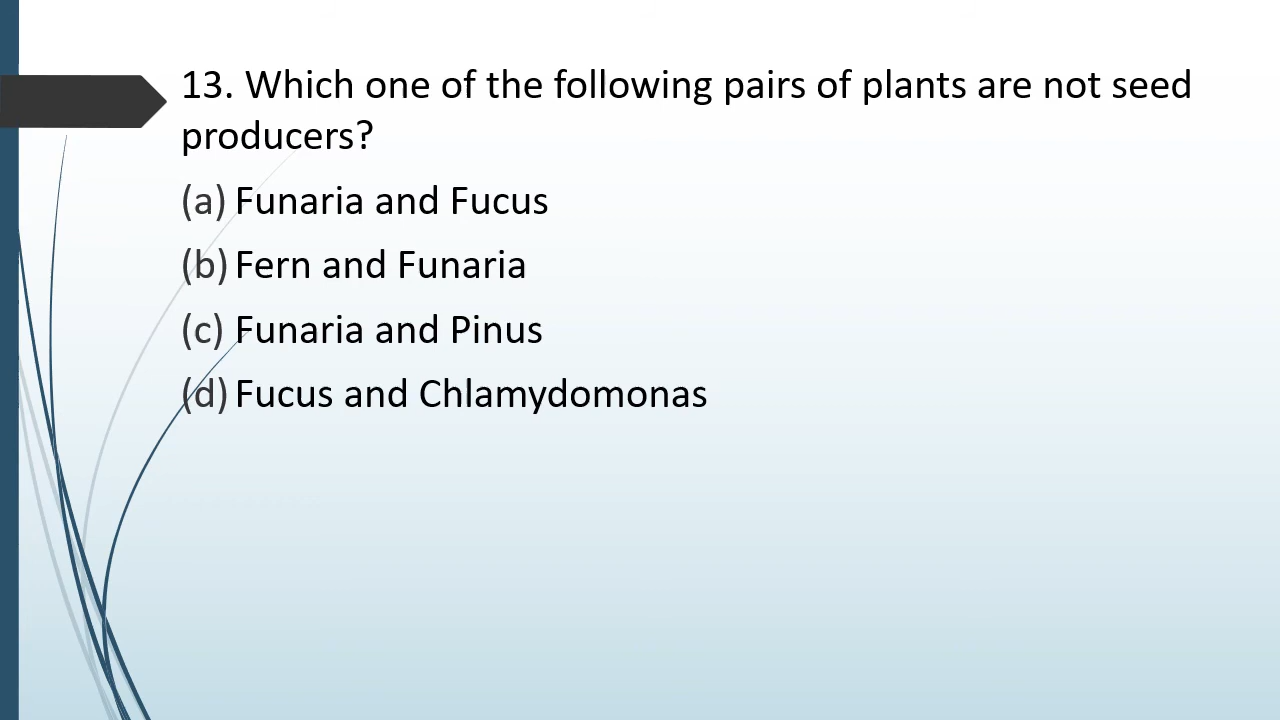 13. Which one of the following pairs of plants are not seed
producers?
(a) Funaria and Fucus
(b) Fern and Funaria
(c) Funaria and Pinus
(d) Fucus and Chlamydomonas